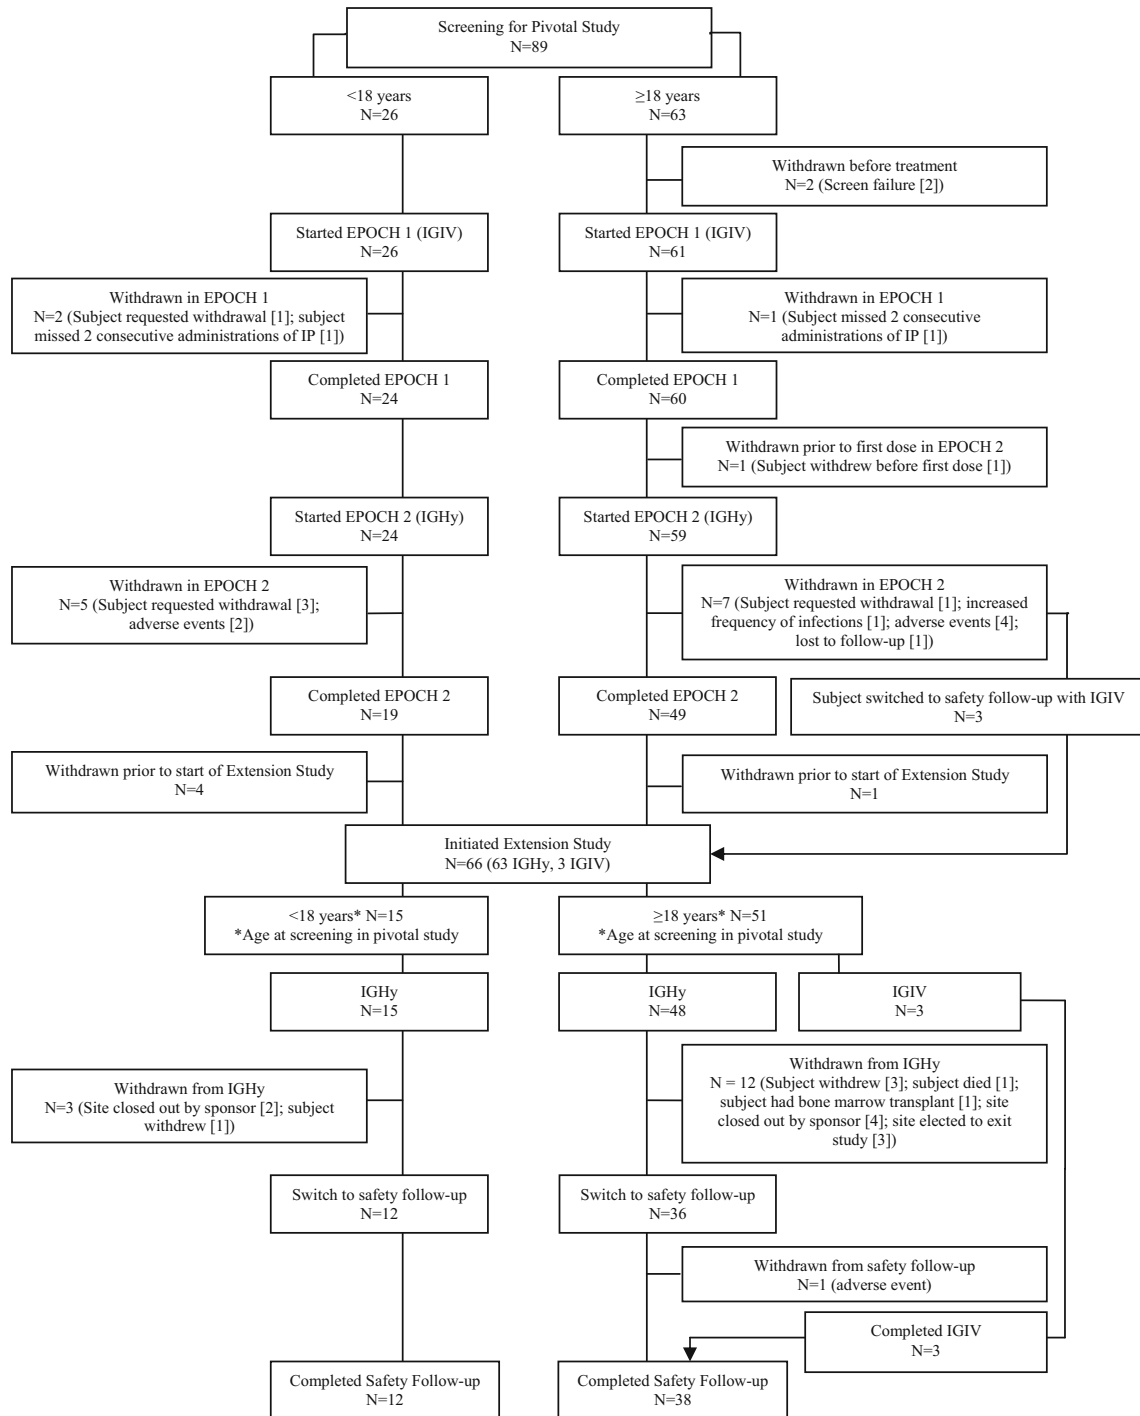 Screening for Pivotal Study
N=89
<18 years
N=26
≥18 years
N=63
Withdrawn before treatment
N=2 (Screen failure [2])
Started EPOCH 1 (IGIV)
N=26
Started EPOCH 1 (IGIV)
N=61
Withdrawn in EPOCH 1
N=2 (Subject requested withdrawal [1]; subject
missed 2 consecutive administrations of IP [1])
Withdrawn in EPOCH 1
N=1 (Subject missed 2 consecutive
administrations of IP [1])
Completed EPOCH 1
N=24
Completed EPOCH 1
N=60
Withdrawn prior to first dose in EPOCH 2
N=1 (Subject withdrew before first dose [1])
Started EPOCH 2 (IGHy)
N=24
Started EPOCH 2 (IGHy)
N=59
Withdrawn in EPOCH 2
N=5 (Subject requested withdrawal [3];
adverse events [2])
Withdrawn in EPOCH 2
N=7 (Subject requested withdrawal [1]; increased
frequency of infections [1]; adverse events [4];
lost to follow-up [1])
Completed EPOCH 2
N=19
Completed EPOCH 2
N=49
Subject switched to safety follow-up with IGIV
N=3
Withdrawn prior to start of Extension Study
N=4
Withdrawn prior to start of Extension Study
N=1
Initiated Extension Study
N=66 (63 IGHy, 3 IGIV)
<18 years* N=15
*Age at screening in pivotal study
≥18 years* N=51
*Age at screening in pivotal study
IGHy
N=15
IGHy
N=48
IGIV
N=3
Withdrawn from IGHy
N=3 (Site closed out by sponsor [2]; subject
withdrew [1])
Withdrawn from IGHy
N = 12 (Subject withdrew [3]; subject died [1];
subject had bone marrow transplant [1]; site
closed out by sponsor [4]; site elected to exit
study [3])
Switch to safety follow-up
N=12
Switch to safety follow-up
N=36
Withdrawn from safety follow-up
N=1 (adverse event)
Completed IGIV
N=3
Completed Safety Follow-up
N=12
Completed Safety Follow-up
N=38